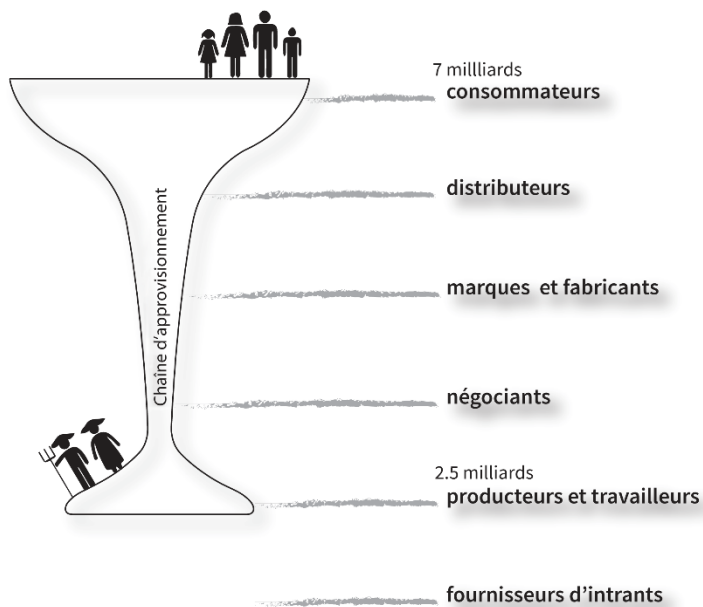 7 millliards
consommateurs
distributeurs
Chaîne d'approvisionnement
marques et fabricants
négociants
2.5 milliards
producteurs et travailleurs
fournisseurs d'intrants